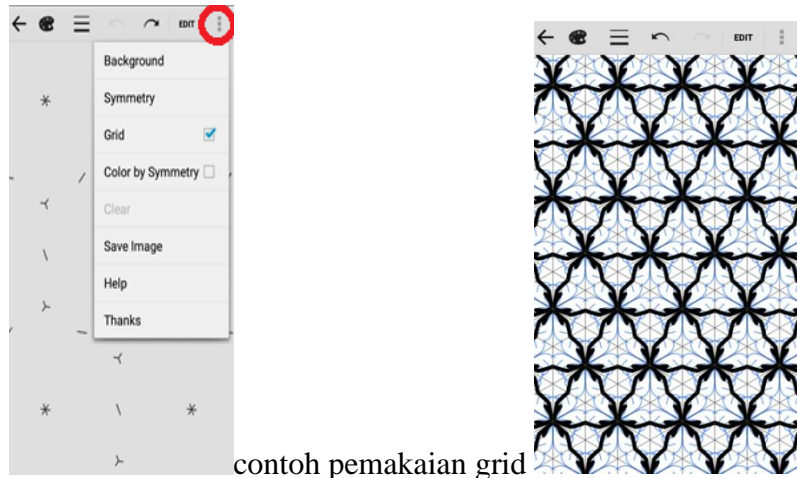 EDIT
Background
Symmetry
Grid
Color by Symmetry
Clear
Save Image
Help
Thanks
contoh pemakaian grid
EDIT